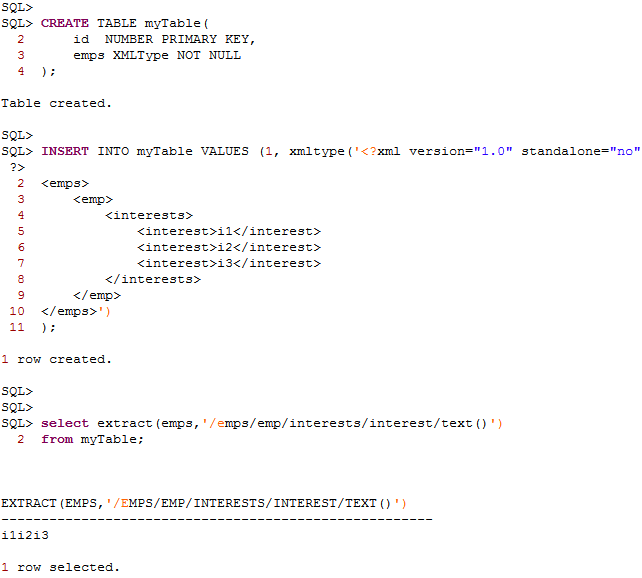 SQL>
SQL> CREATE TABLE myTable(
  2      id  NUMBER PRIMARY KEY,
  3      emps XMLType NOT NULL
  4  );
Table created.
SQL>
SQL> INSERT INTO myTable VALUES (1, xmltype('<?xml version="1.0" standalone="no"
 ?>
  2  <emps>
  3      <emp>
  4          <interests>
  5              <interest>i1</interest>
  6              <interest>i2</interest>
  7              <interest>i3</interest>
  8          </interests>
  9      </emp>
 10  </emps>')
 11  );
1 row created.
SQL>
SQL>
SQL> select extract(emps,'/emps/emp/interests/interest/text()')
  2  from myTable;
EXTRACT(EMPS,'/EMPS/EMP/INTERESTS/INTEREST/TEXT()')
------------------------------------------------------
i1i2i3
1 row selected.